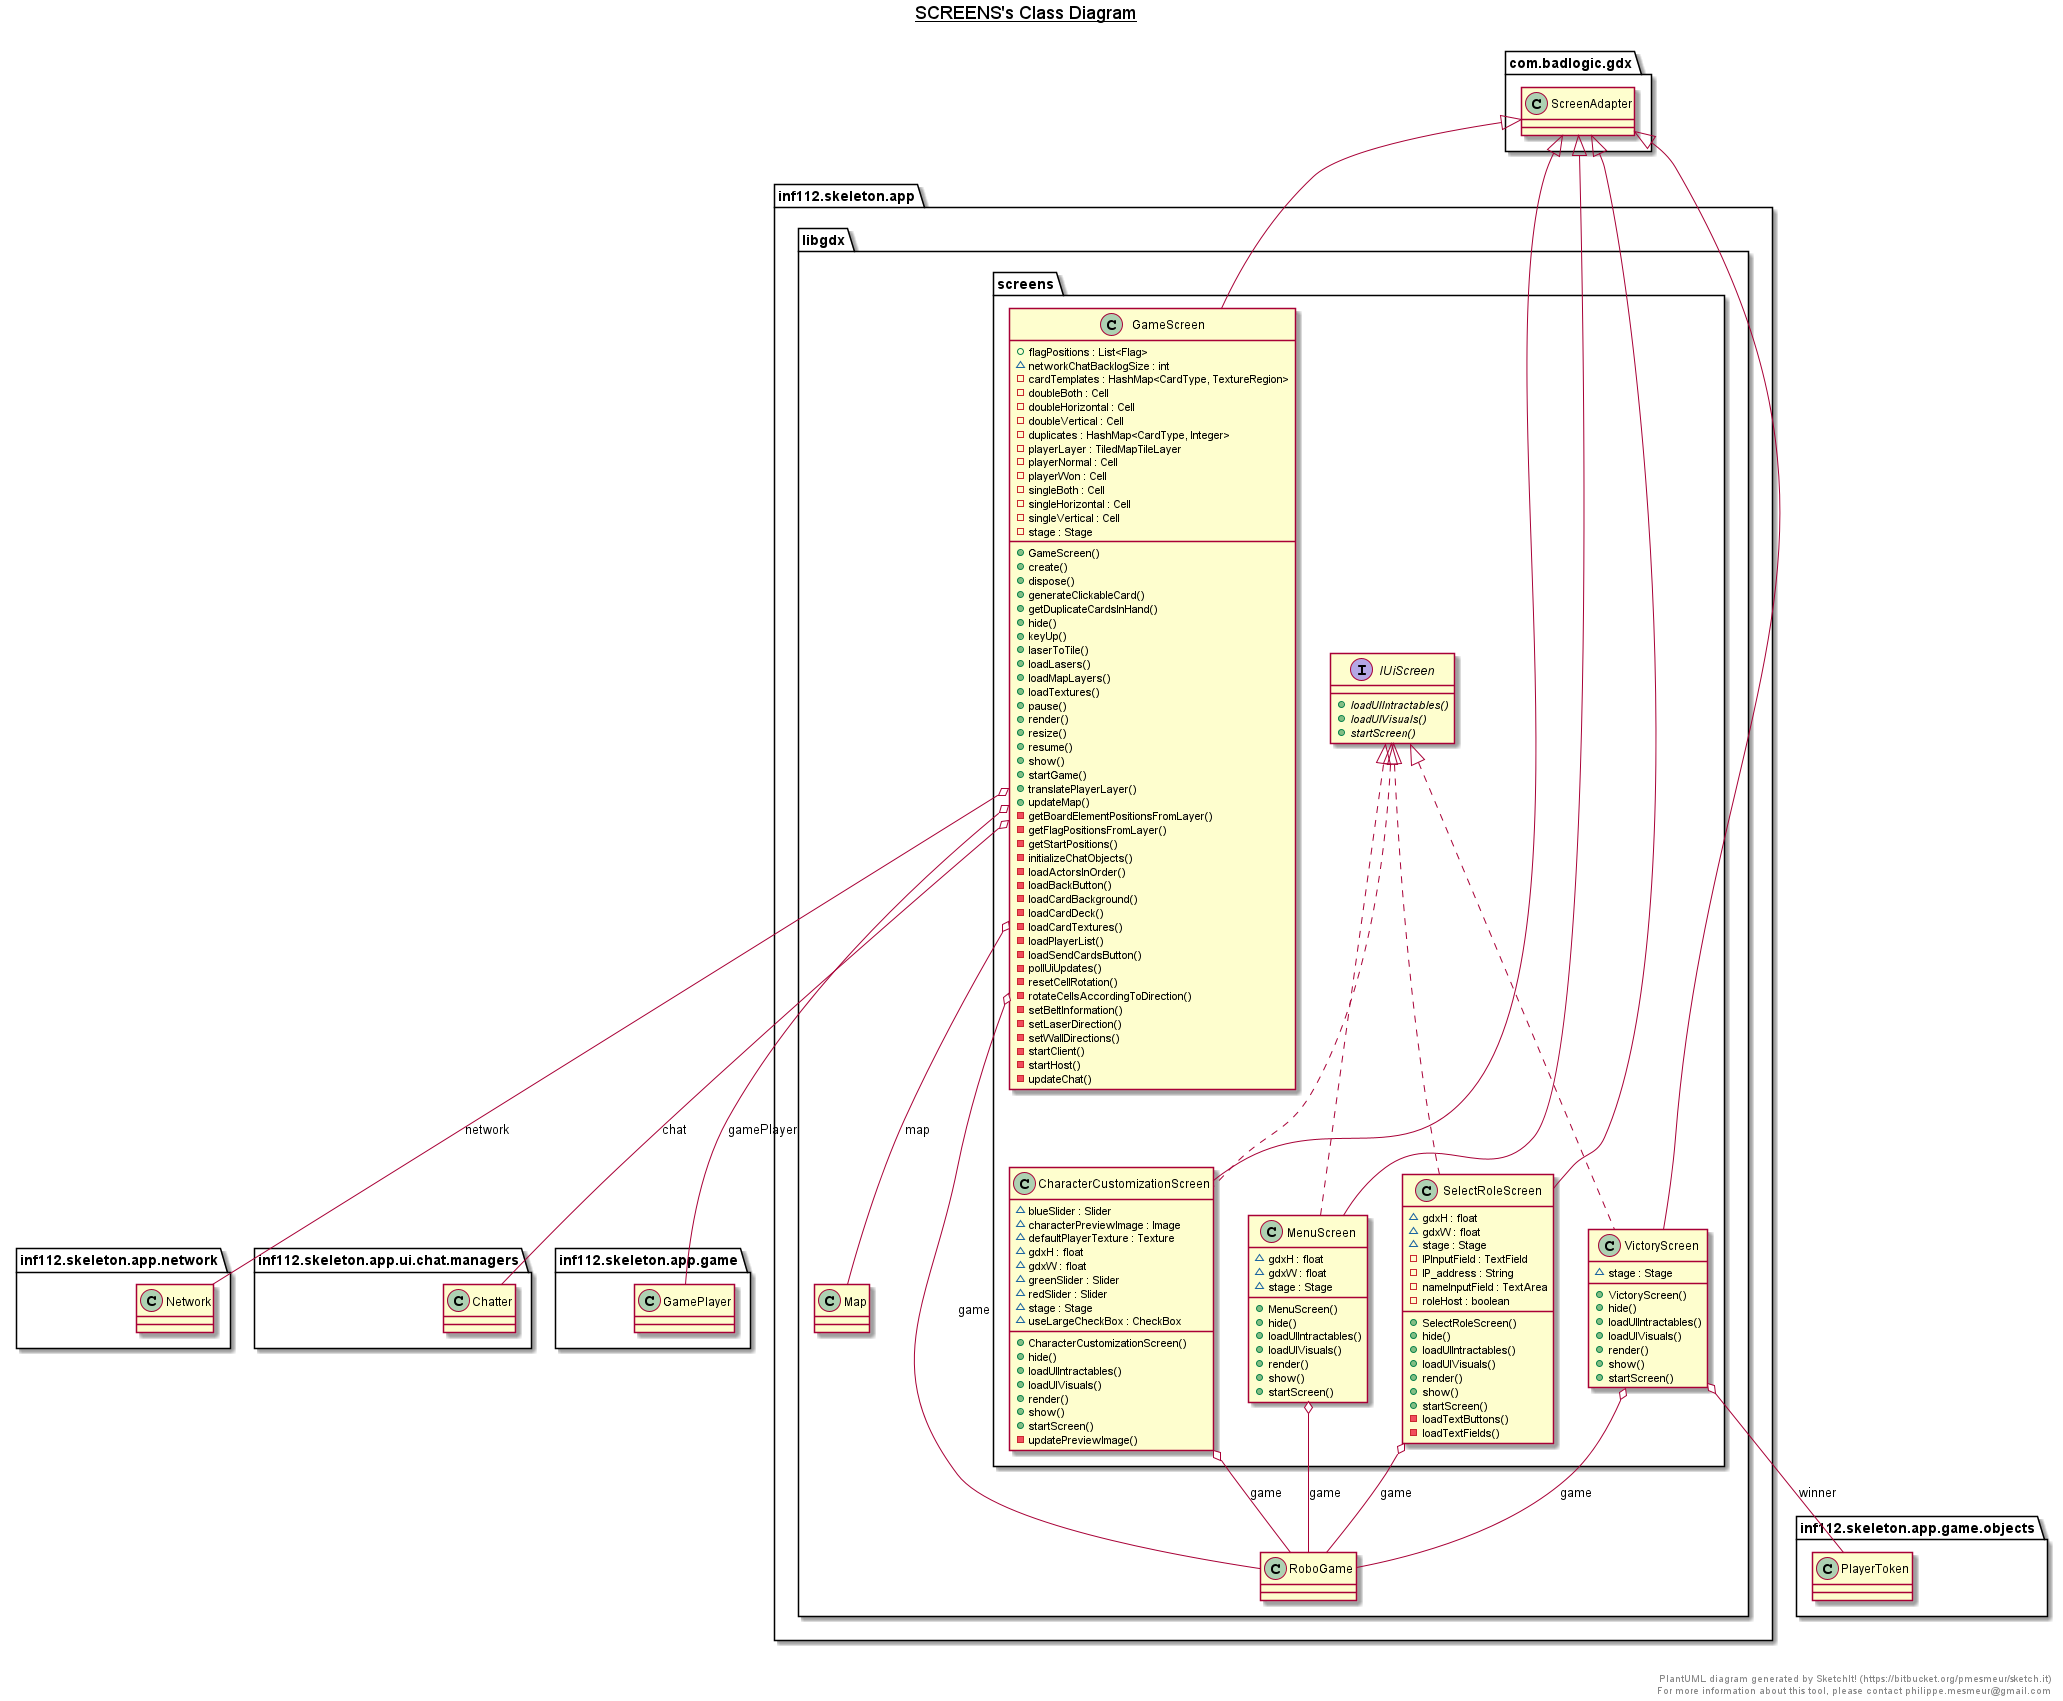 SCREENS's Class Diagram
com.badlogic.gdx
C ScreenAdapter
inf112.skeleton.app
libgdx
screens
C GameScreen
flagPositions : List<Flag>
networkChatBacklogSize : int
cardTemplates : HashMap<CardType, TextureRegion>
doubleBoth : Cell
doubleHorizontal : Cell
doubleVertical : Cell
duplicates : HashMap<CardType, Integer>
playerLayer : TiledMapTileLayer
playerNormal : Cell
playerWon : Cell
singleBoth : Cell
singleHorizontal : Cell
singleVertical : Cell
stage : Stage
GameScreen()
create()
dispose()
generateClickableCard()
getDuplicateCardsInHand()
hide()
keyUp()
laserToTile()
loadLasers()
loadMapLayers()
loadTextures()
pause()
render()
resize()
resume()
show()
startGame()
translatePlayerLayer()
updateMap()
getBoardElementPositionsFromLayer()
getFlagPositionsFromLayer()
getStartPositions()
initializeChatObjects()
loadActorsInOrder()
loadBackButton()
loadCardBackground()
loadCardDeck()
loadCardTextures()
loadPlayerList()
loadSendCardsButton()
pollUiUpdates()
resetCellRotation()
rotateCellsAccordingToDirection()
setBeltInformation()
setLaserDirection()
setWallDirections()
startClient()
startHost()
updateChat()
I IUiScreen
loadUIIntractables()
loadUIVisuals()
startScreen()
network
chat
gamePlayer
map
game
inf112.skeleton.app.network
C Network
inf112.skeleton.app.ui.chat.managers
C Chatter
inf112.skeleton.app.game
C GamePlayer
C Map
C CharacterCustomizationScreen
blueSlider : Slider
characterPreviewImage : Image
defaultPlayerTexture : Texture
gdxH : float
gdxW : float
greenSlider : Slider
redSlider : Slider
stage : Stage
useLargeCheckBox : CheckBox
CharacterCustomizationScreen()
hide()
loadUIIntractables()
loadUIVisuals()
render()
show()
startScreen()
updatePreviewImage()
C MenuScreen
gdxH : float
gdxW : float
stage : Stage
MenuScreen()
hide()
loadUIIntractables()
loadUIVisuals()
render()
show()
startScreen()
C SelectRoleScreen
gdxH : float
gdxW : float
stage : Stage
IPInputField : TextField
IP_address : String
nameInputField : TextArea
roleHost : boolean
SelectRoleScreen()
hide()
loadUIIntractables()
loadUIVisuals()
render()
show()
startScreen()
loadTextButtons()
loadTextFields()
C VictoryScreen
stage : Stage
VictoryScreen()
hide()
loadUIIntractables()
loadUIVisuals()
render()
show()
startScreen()
game
game
game
game
winner
C RoboGame
inf112.skeleton.app.game.objects
C PlayerToken
PlantUML diagram generated by SketchIt! (https://bitbucket.org/pmesmeur/sketch.it)
For more information about this tool, please contact philippe.mesmeur@gmail.com